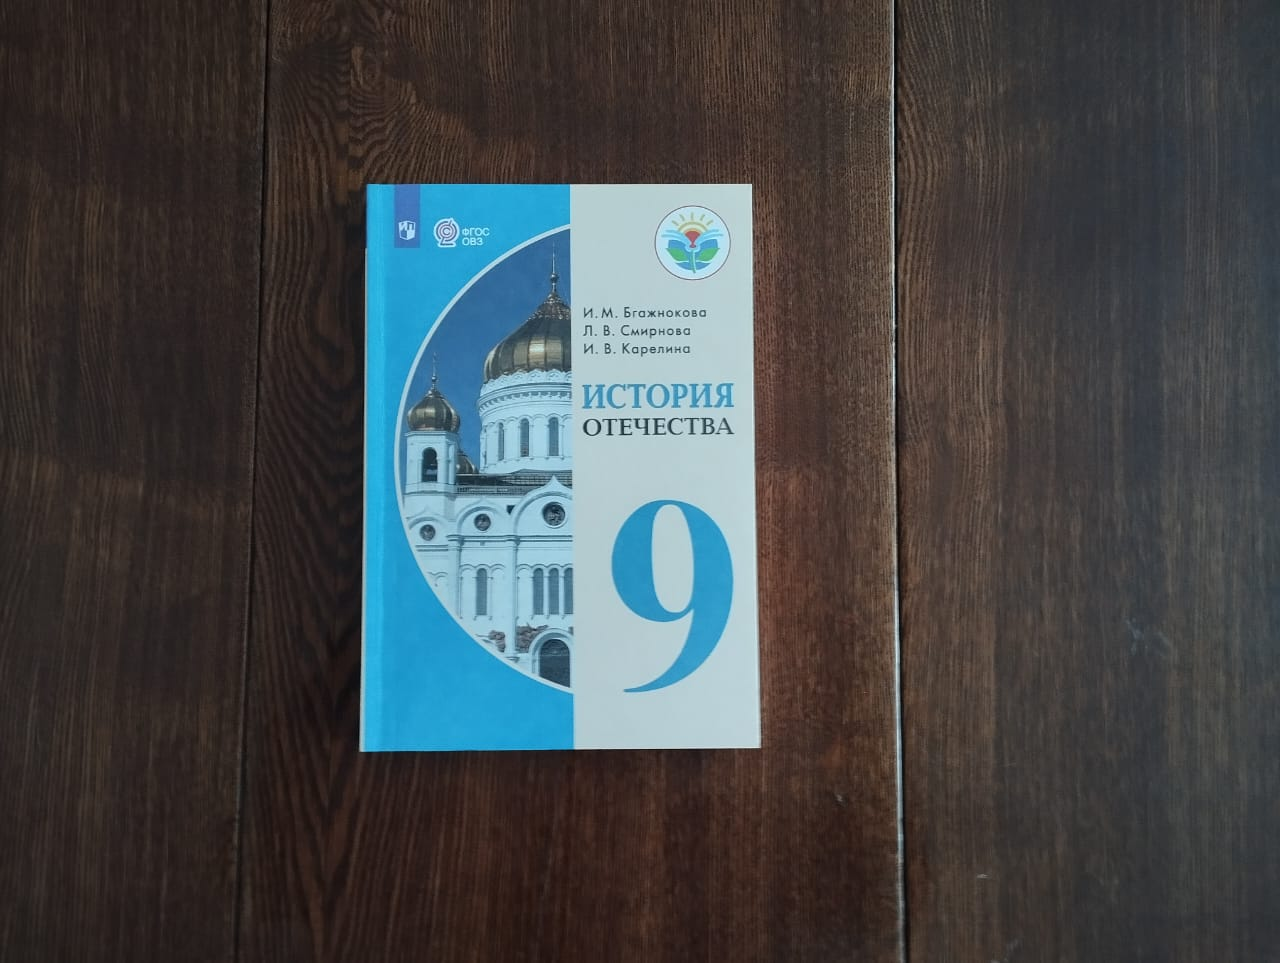 ФГОС
ОВЗ
И. М. Бгажнокова
Л. В. Смирнова
И. В. Карелина
ИСТОРИЯ
ОТЕЧЕСТВА
9